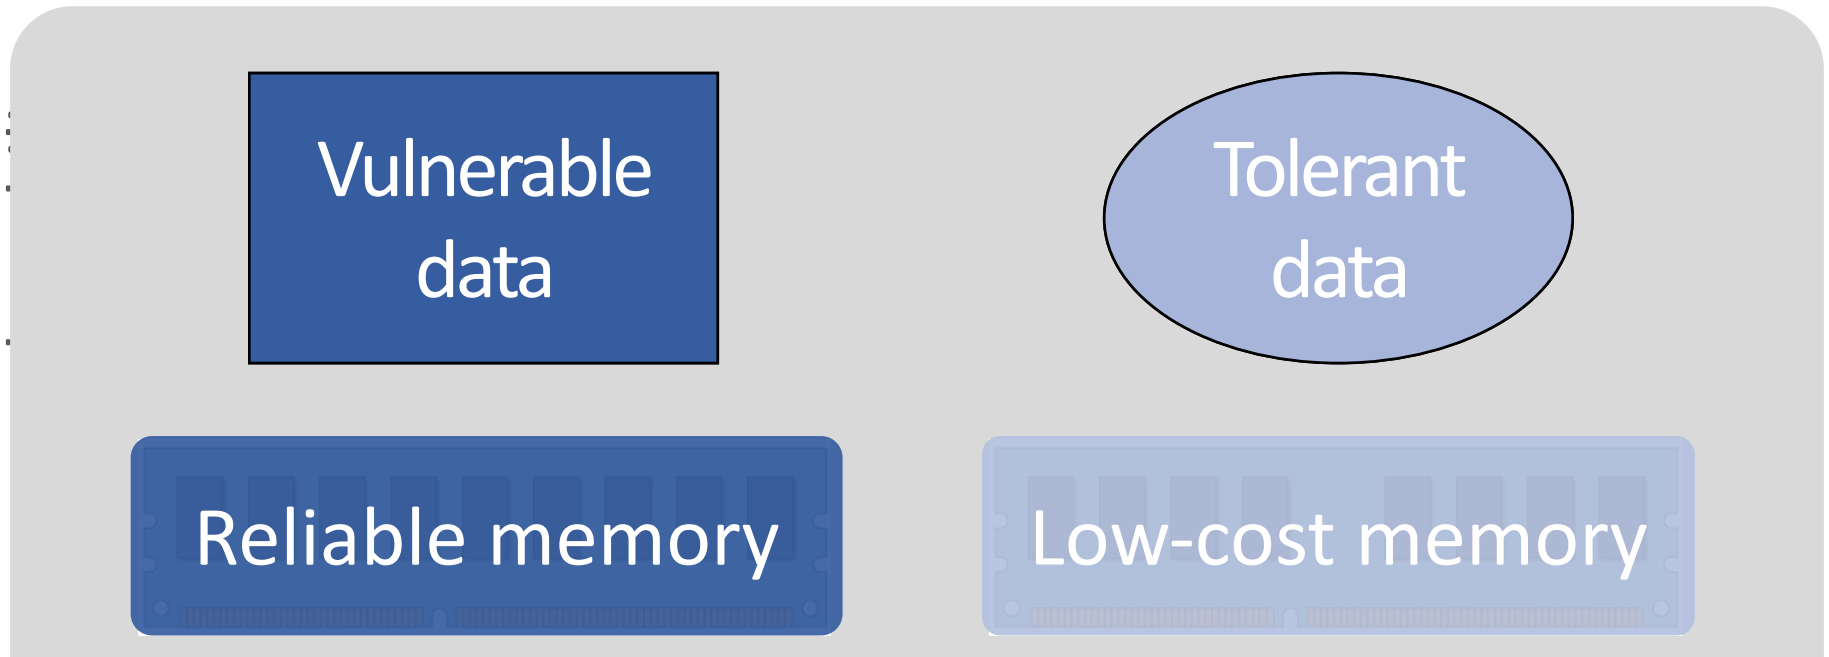 Vulnerable
data
Tolerant
data
Reliable memory
Low-cost memory